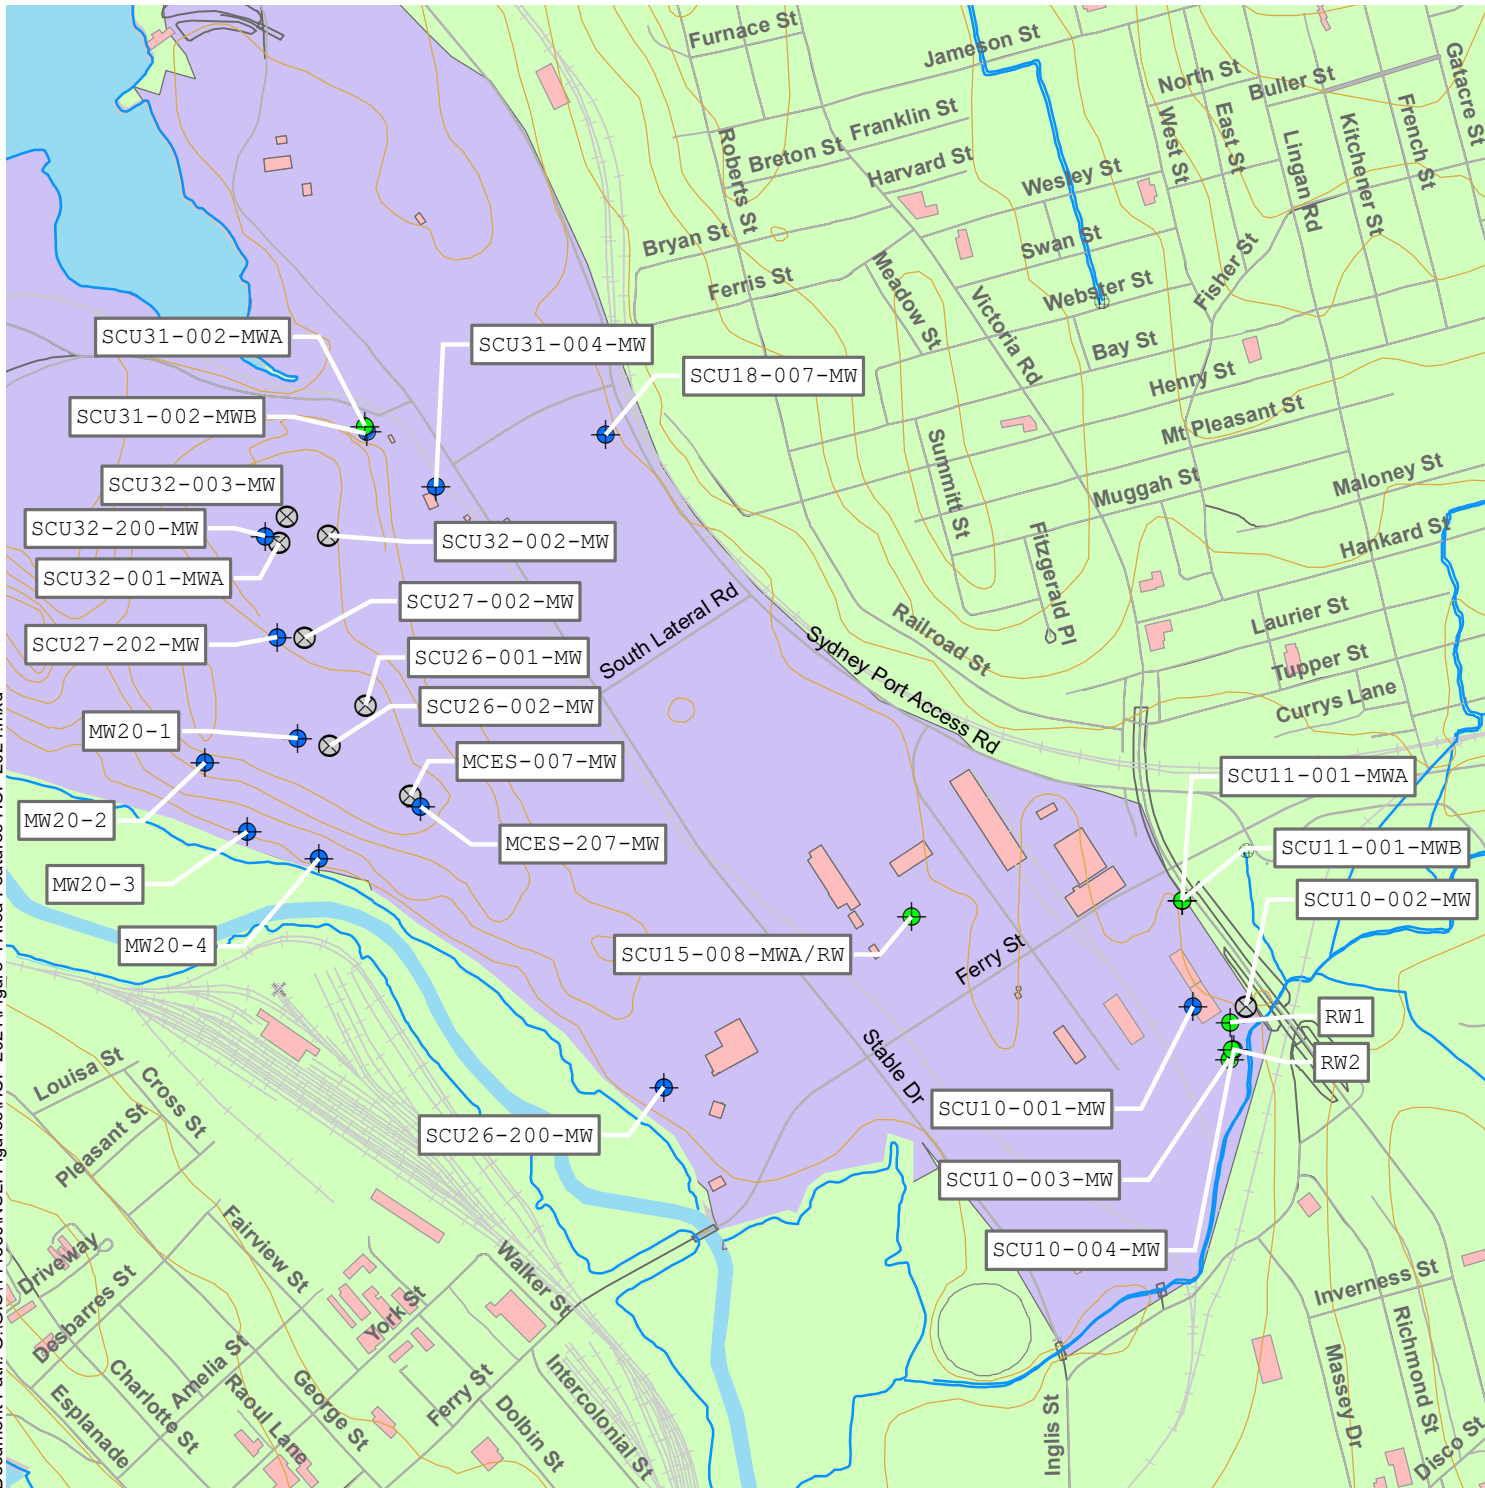 Furnace St
Jameson St
North St
Buller St
Gatacre St
Franklin St
Breton St
Roberts St
Harvard St
West St
East St
Lingan Rd
Kitchener St
French St
Wesley St
Bryan St
Swan St
Ferris St
Meadow St
Webster St
Fisher St
Victoria Rd
Bay St
Henry St
Mt Pleasant St
Summitt St
Muggah St
Maloney St
Hankard St
Fitzgerald Pl
Railroad St
Laurier St
Tupper St
Currys Lane
South Lateral Rd
Sydney Port Access Rd
SCU31-002-MWA
SCU31-004-MW
SCU18-007-MW
SCU31-002-MWB
SCU32-003-MW
SCU32-200-MW
SCU32-002-MW
SCU32-001-MWA
SCU27-002-MW
SCU27-202-MW
SCU26-001-MW
SCU26-002-MW
MW20-1
MCES-007-MW
MW20-2
MCES-207-MW
MW20-3
MW20-4
SCU11-001-MWA
SCU11-001-MWB
SCU10-002-MW
SCU15-008-MWA/RW
Ferry St
RW1
RW2
Stable Dr
SCU10-001-MW
SCU26-200-MW
SCU10-003-MW
SCU10-004-MW
Louisa St
Cross St
Pleasant St
Fairview St
Walker St
Driveway
Desbarres St
York St
Amelia St
Charlotte St
Esplanade
Raoul Lane
George St
Ferry St
Dolbin St
Intercolonial St
Inglis St
Inverness St
Massey Dr
Richmond St
Disco St